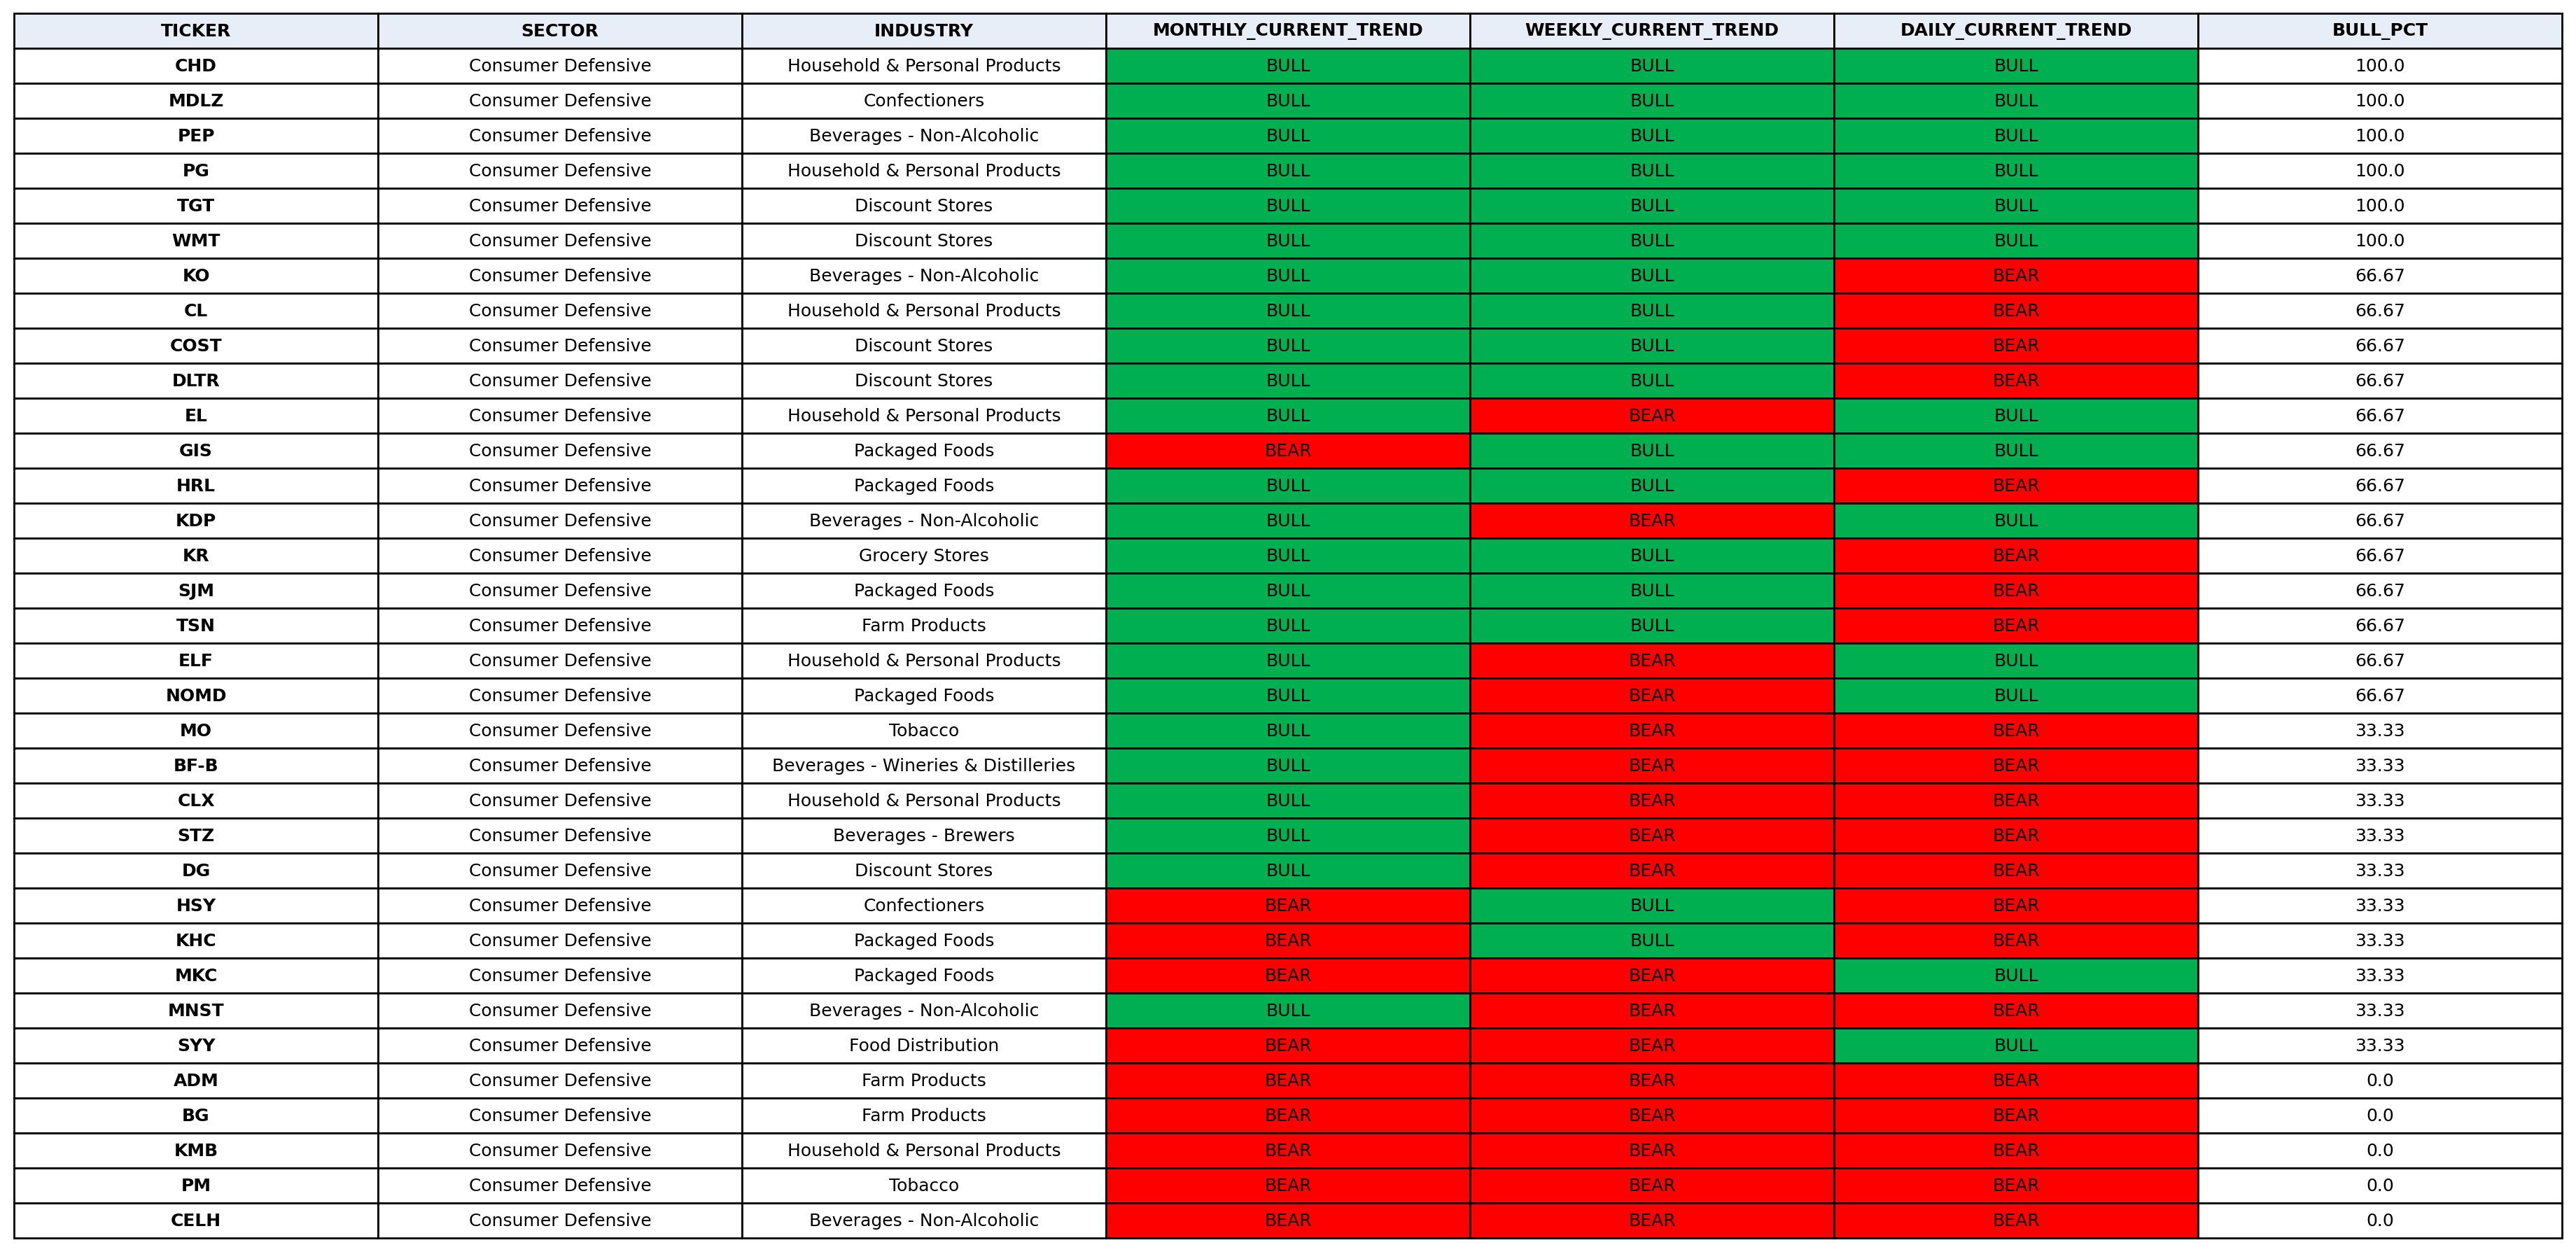 TICKER SECTOR INDUSTRY MONTHLY_CURRENT_TREND WEEKLY_CURRENT_TREND DAILY_CURRENT_TREND BULL_PCT
CHD Consumer Defensive Household & Personal Products BULL BULL BULL 100.0
MDLZ Consumer Defensive Confectioners BULL BULL BULL 100.0
PEP Consumer Defensive Beverages - Non-Alcoholic BULL BULL BULL 100.0
PG Consumer Defensive Household & Personal Products BULL BULL BULL 100.0
TGT Consumer Defensive Discount Stores BULL BULL BULL 100.0
WMT Consumer Defensive Discount Stores BULL BULL BULL 100.0
KO Consumer Defensive Beverages - Non-Alcoholic BULL BULL BEAR 66.67
CL Consumer Defensive Household & Personal Products BULL BULL BEAR 66.67
COST Consumer Defensive Discount Stores BULL BULL BEAR 66.67
DLTR Consumer Defensive Discount Stores BULL BULL BEAR 66.67
EL Consumer Defensive Household & Personal Products BULL BEAR BULL 66.67
GIS Consumer Defensive Packaged Foods BEAR BULL BULL 66.67
HRL Consumer Defensive Packaged Foods BULL BULL BEAR 66.67
KDP Consumer Defensive Beverages - Non-Alcoholic BULL BEAR BULL 66.67
KR Consumer Defensive Grocery Stores BULL BULL BEAR 66.67
SJM Consumer Defensive Packaged Foods BULL BULL BEAR 66.67
TSN Consumer Defensive Farm Products BULL BULL BEAR 66.67
ELF Consumer Defensive Household & Personal Products BULL BEAR BULL 66.67
NOMD Consumer Defensive Packaged Foods BULL BEAR BULL 66.67
MO Consumer Defensive Tobacco BULL BEAR BEAR 33.33
BF-B Consumer Defensive Beverages - Wineries & Distilleries BULL BEAR BEAR 33.33
CLX Consumer Defensive Household & Personal Products BULL BEAR BEAR 33.33
STZ Consumer Defensive Beverages - Brewers BULL BEAR BEAR 33.33
DG Consumer Defensive Discount Stores BULL BEAR BEAR 33.33
HSY Consumer Defensive Confectioners BEAR BULL BEAR 33.33
KHC Consumer Defensive Packaged Foods BEAR BULL BEAR 33.33
MKC Consumer Defensive Packaged Foods BEAR BEAR BULL 33.33
MNST Consumer Defensive Beverages - Non-Alcoholic BULL BEAR BEAR 33.33
SYY Consumer Defensive Food Distribution BEAR BEAR BULL 33.33
ADM Consumer Defensive Farm Products BEAR BEAR BEAR 0.0
BG Consumer Defensive Farm Products BEAR BEAR BEAR 0.0
KMB Consumer Defensive Household & Personal Products BEAR BEAR BEAR 0.0
PM Consumer Defensive Tobacco BEAR BEAR BEAR 0.0
CELH Consumer Defensive Beverages - Non-Alcoholic BEAR BEAR BEAR 0.0